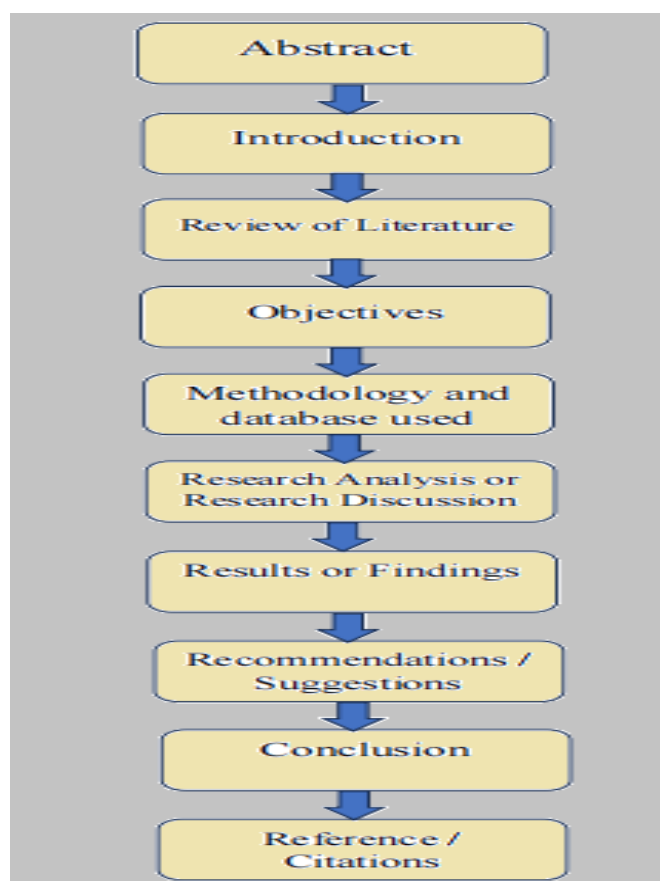 Abstract
Introduction
Review of Literature
Objectives
Methodology and
database used
Research Analysis or
Research Discussion
Results or Findings
Recommendations /
Suggestions
Conclusion
Reference /
Citations